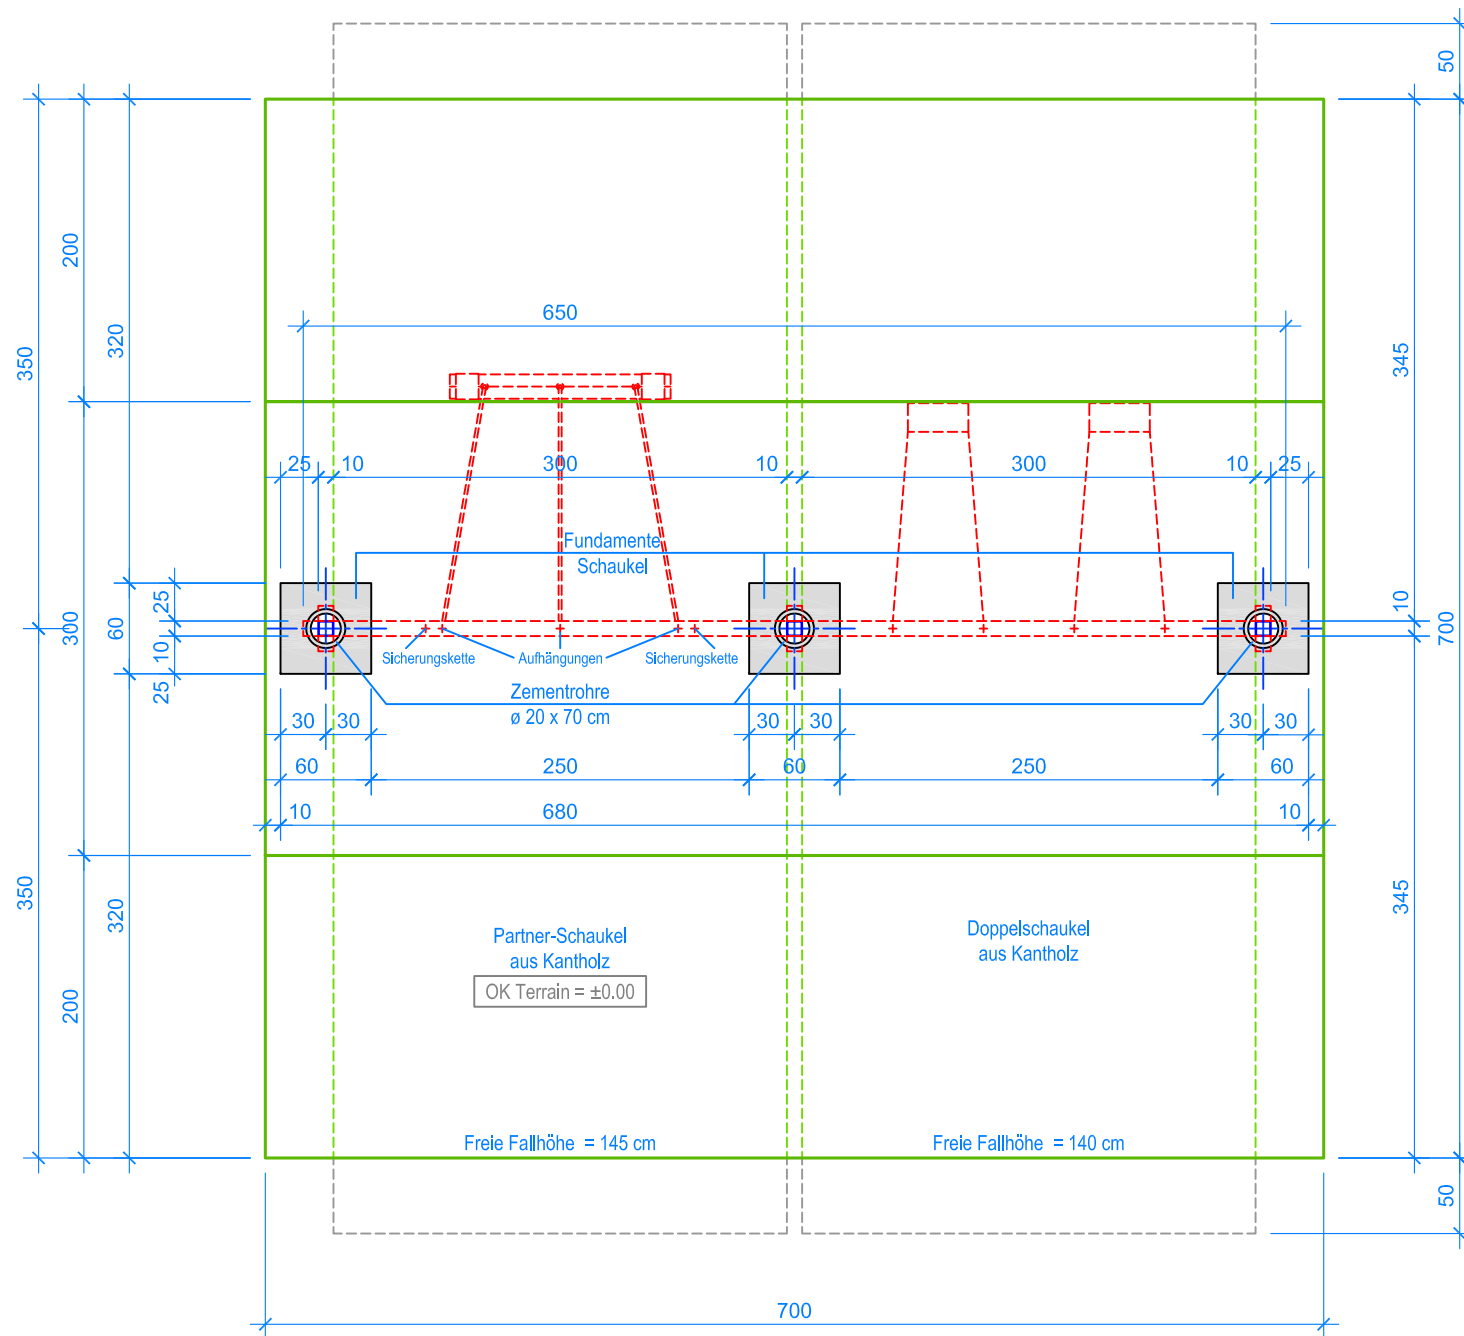 50
200
650
320
350
345
25
10
300
10
300
10
25
Fundamente
Schaukel
25
300
60
10
25
10
700
Sicherungskette
Aufhängungen
Sicherungskette
Zementrohre
ø 20 x 70 cm
30
30
30
30
30
30
60
250
60
250
60
10
680
10
350
320
345
Partner-Schaukel
aus Kantholz
Doppelschaukel
aus Kantholz
OK Terrain = ±0.00
200
Freie Fallhöhe = 145 cm
Freie Fallhöhe = 140 cm
50
700